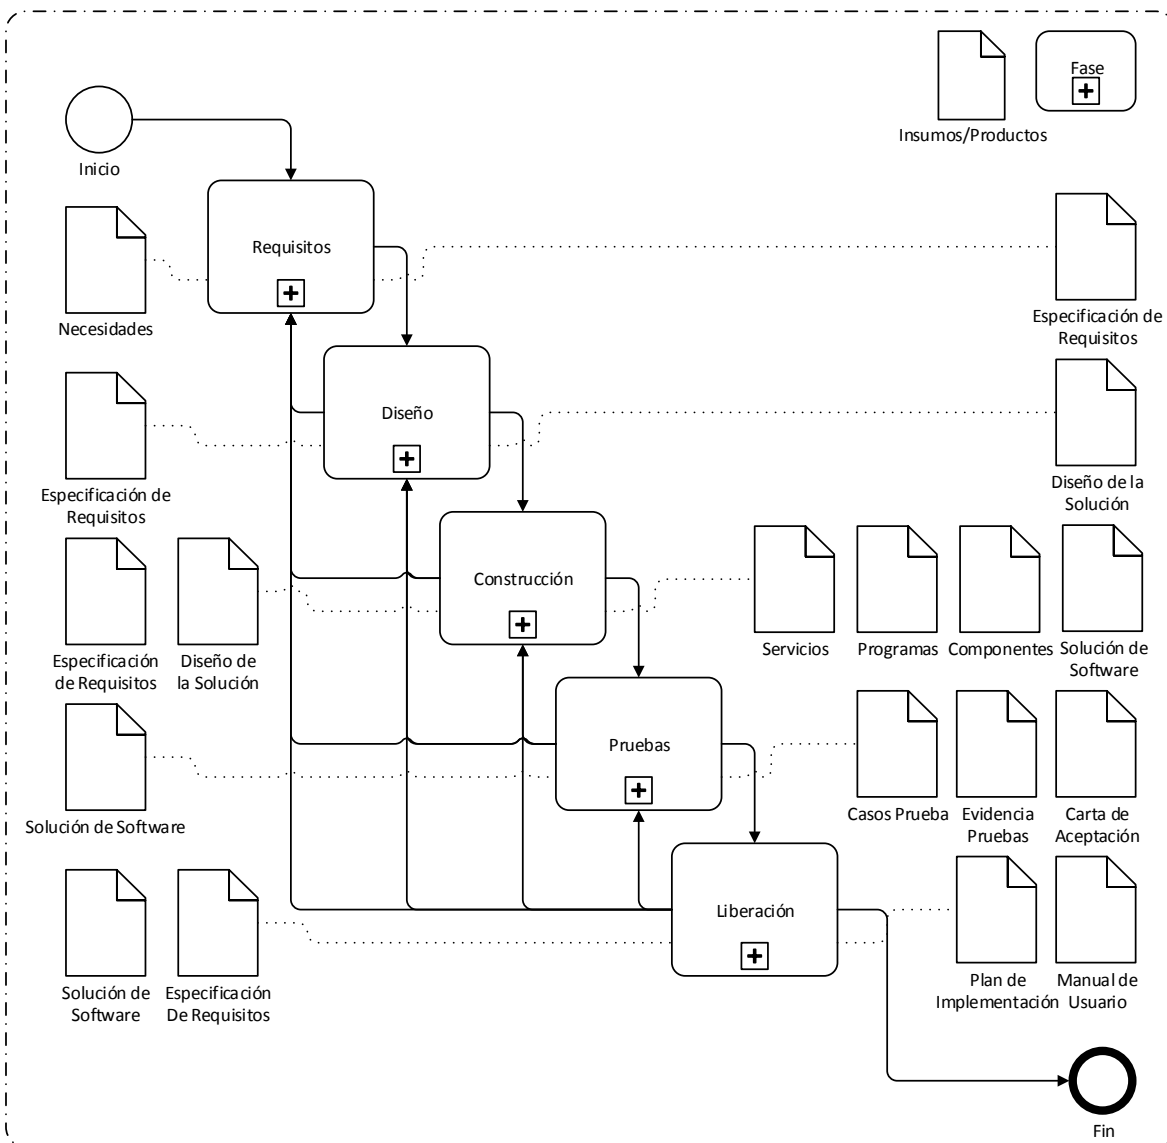 Fase
Insumos/Productos
Inicio
Requisitos
Necesidades
Especificación de
Requisitos
Diseño
Especificación de
Requisitos
Diseño de la
Solución
Construcción
Especificación
de Requisitos
Diseño de
la Solución
Servicios
Programas
Componentes
Solución de
Software
Pruebas
Solución de Software
Casos Prueba
Evidencia
Pruebas
Carta de
Aceptación
Liberación
Solución de
Software
Especificación
De Requisitos
Plan de
Implementación
Manual de
Usuario
Fin